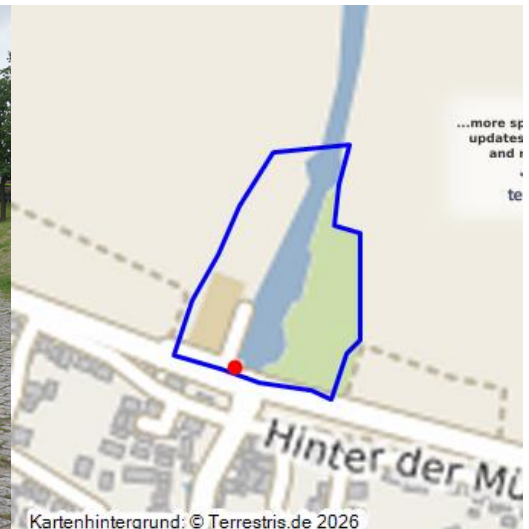 ...more sp
updates
and
te
Hinter der Mü
Kartenhintergrund: © Terrestris.de 2026